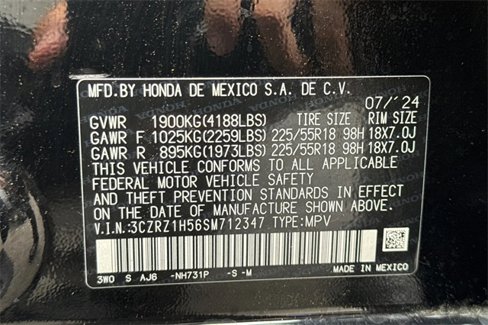 MFD.BY HONDA DE MEXICO S.A. DE C.V.
07/'24
GVWR 1900KG(4188LBS) TIRE SIZE RIM SIZE
GAWR F 1025KG(2259LBS) 225/55R18 98H 18X7.0J
GAWR R 895KG(1973LBS) 225/55R18 98H 18X7.0J
THIS VEHICLE CONFORMS TO ALL APPLICABLE
FEDERAL MOTOR VEHICLE SAFETY
AND THEFT PREVENTION STANDARDS IN EFFECT
ON THE DATE OF MANUFACTURE SHOWN ABOVE.
V.I.N.:3CZRZ1H56SM712347 TYPE:MPV
3WO S AJ6 -NH731P -S-M MADE IN MEXICO